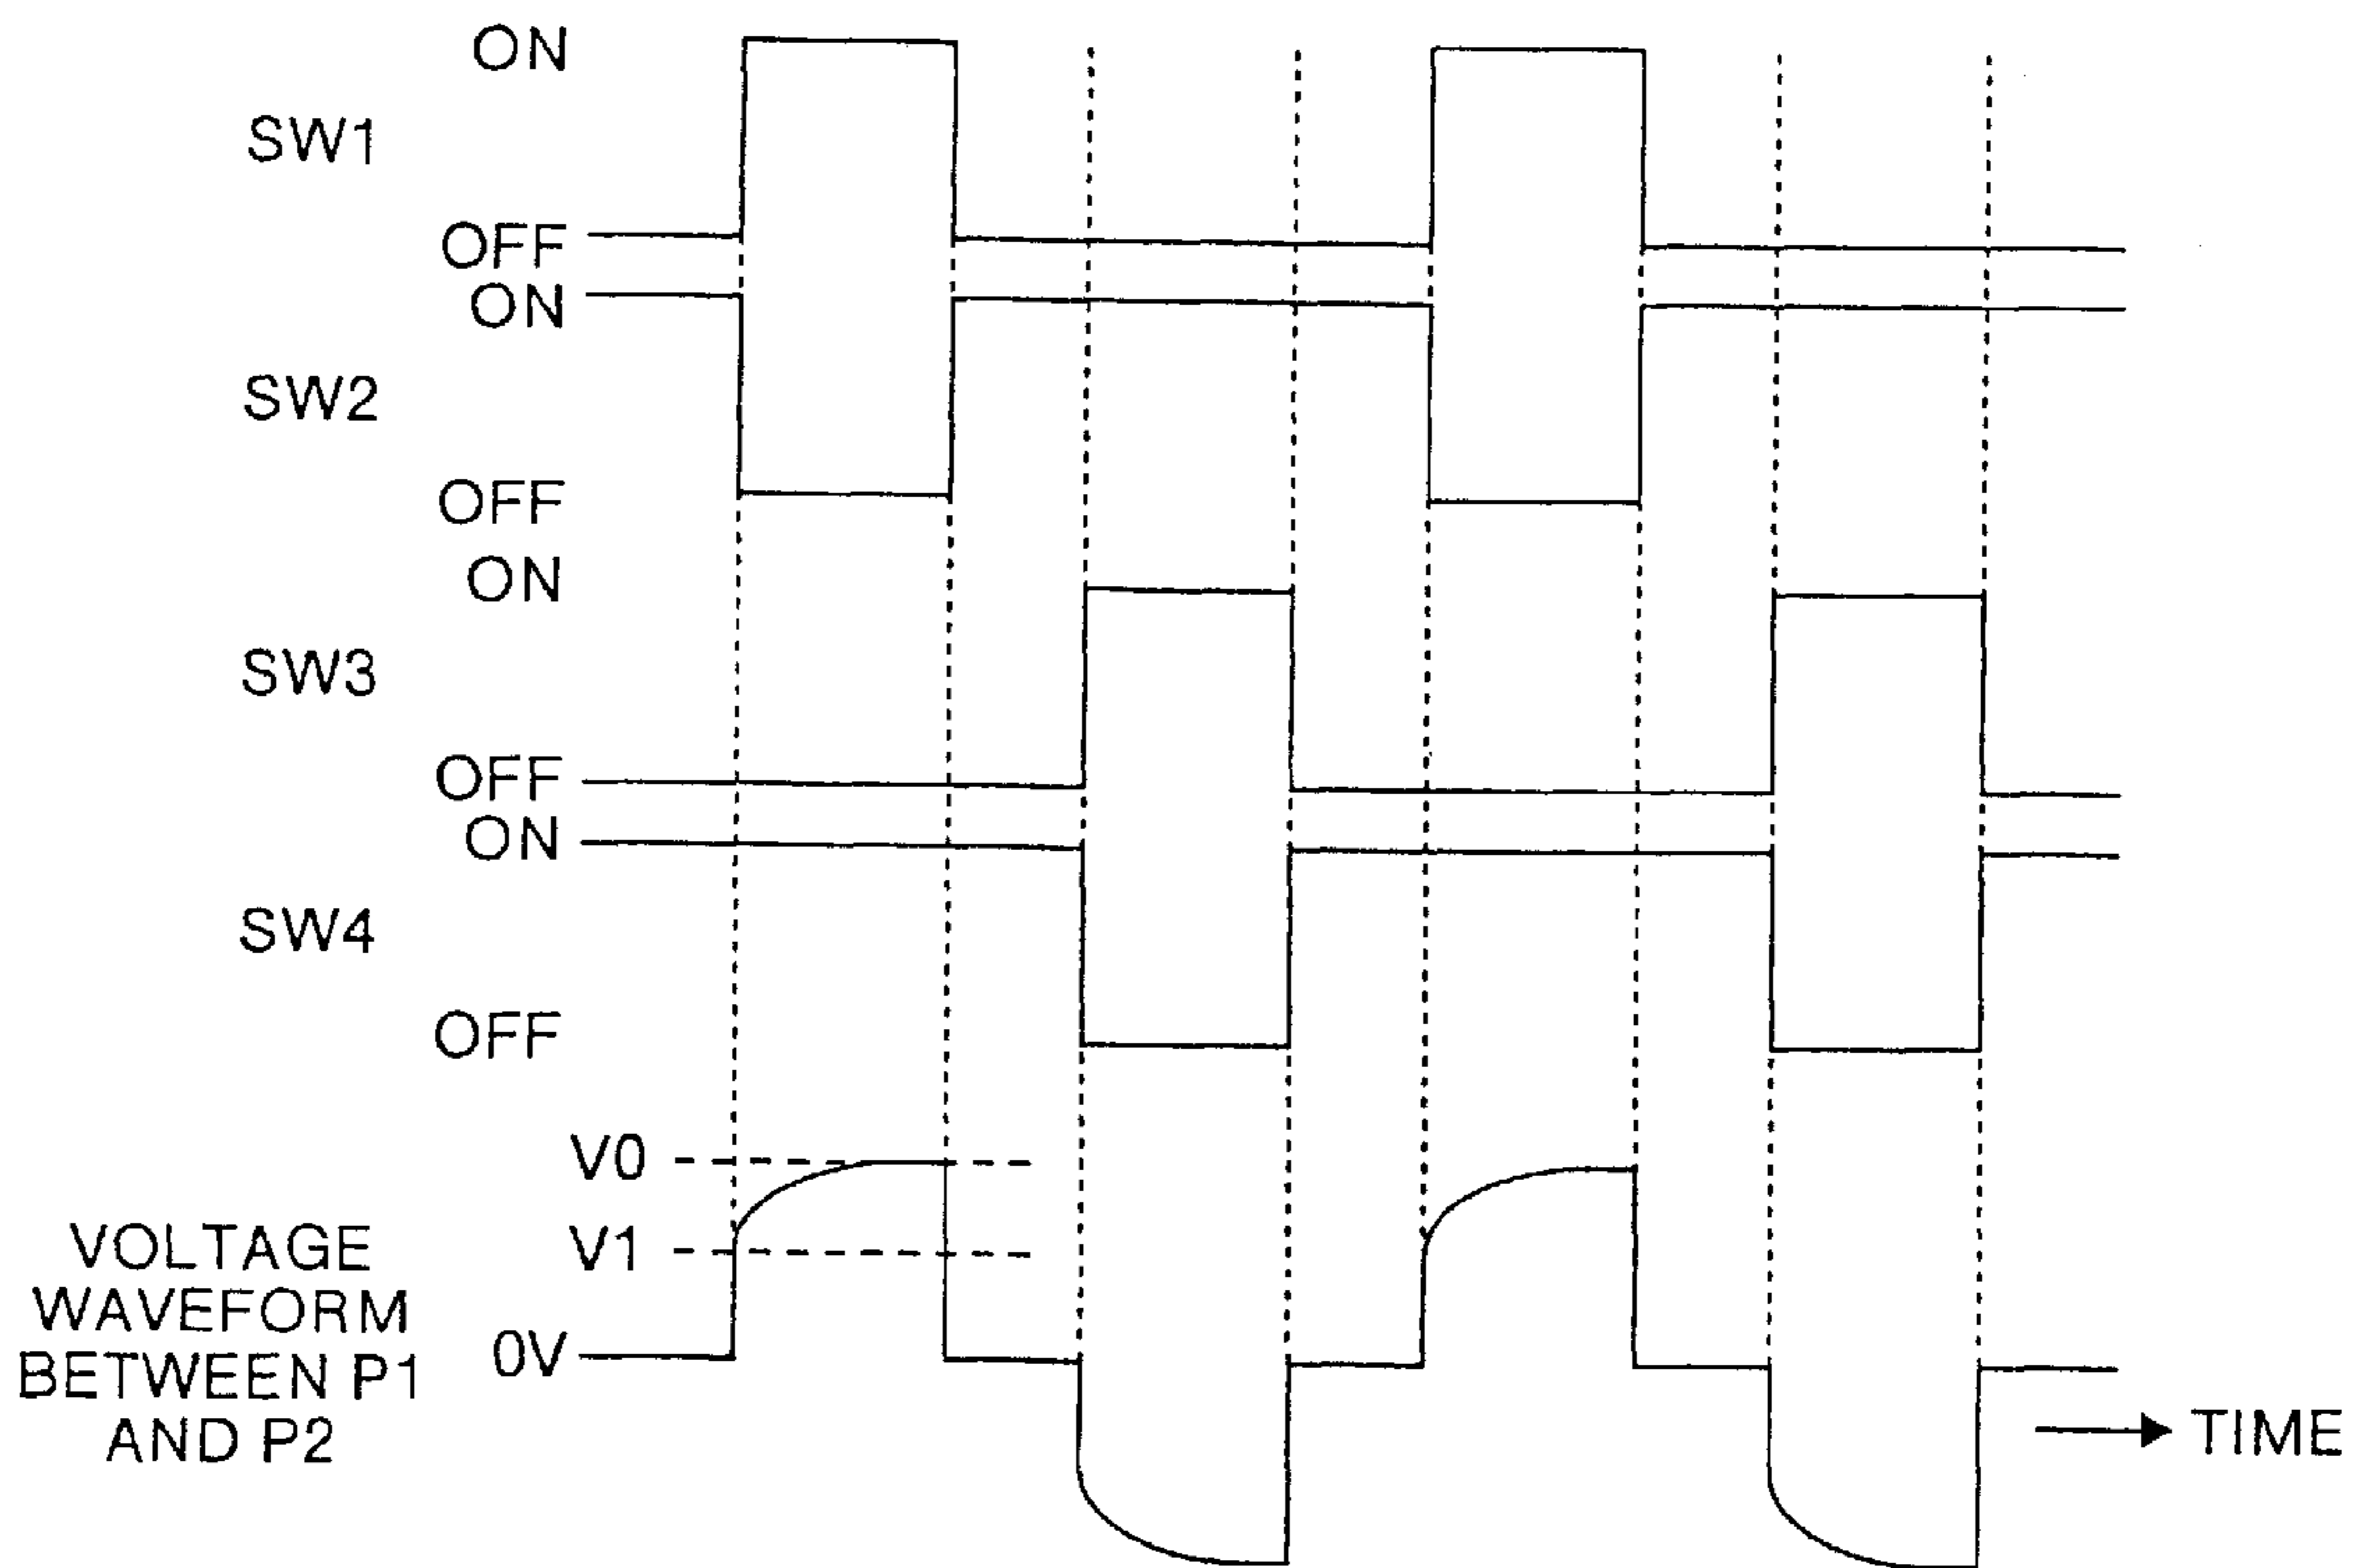 ON
SW1
OFF
ON
SW2
OFF
ON
SW3
OFF
ON
SW4
OFF
V0
V1
VOLTAGE
WAVEFORM
BETWEEN P1
AND P2
0V
TIME